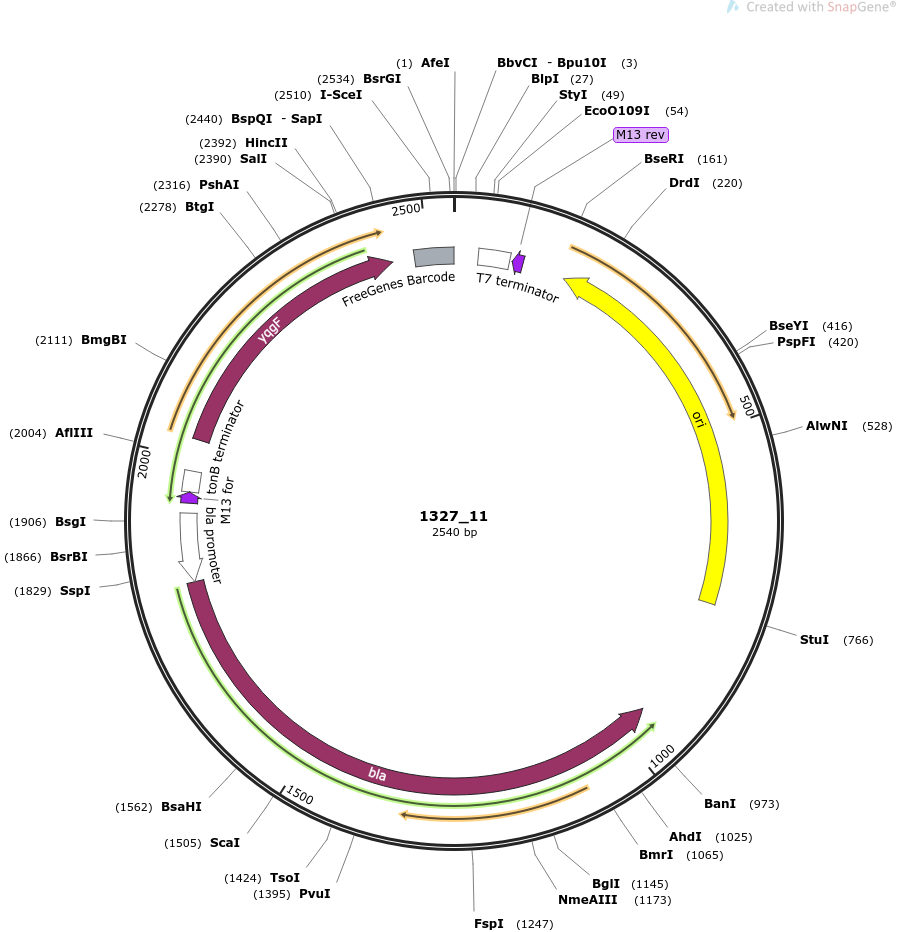 Created with SnapGene®
(1) AfeI
BbvCI - Bpu10I (3)
(2534) BsrGI
BlpI (27)
(2510) I-SceI
StyI (49)
EcoO109I (54)
(2440) BspQI - SapI
M13 rev
(2392) HincII
(2390) SalI
BseRI (161)
(2316) PshAI
DrdI (220)
(2278) BtgI
2500
FreeGenes Barcode
T7 terminator
yqgF
BseYI (416)
(2111) BmgBI
PspFI (420)
500
ori
AlwNI (528)
(2004) AflIII
2000
tonB terminator
M13 for
bla promoter
1327_11
2540 bp
(1906) BsgI
(1866) BsrBI
(1829) SspI
StuI (766)
1000
bla
1500
BanI (973)
(1562) BsaHI
AhdI (1025)
(1505) ScaI
BmrI (1065)
(1424) TsoI
BglI (1145)
(1395) PvuI
NmeAIII (1173)
FspI (1247)